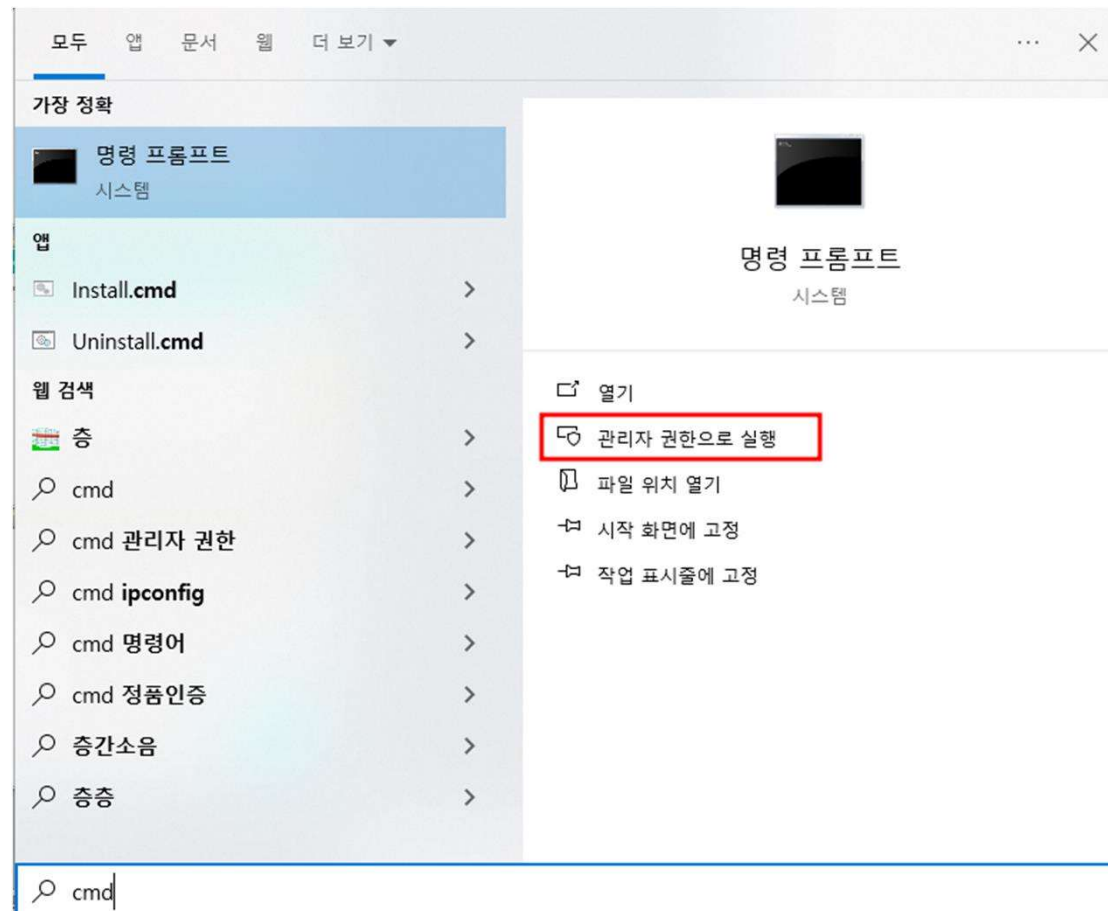 모두 앱 문서 웹 더 보기
가장 정확
명령 프롬프트
시스템
앱
Install.cmd
Uninstall.cmd
웹 검색
층
cmd
cmd 관리자 권한
cmd ipconfig
cmd 명령어
cmd 정품인증
층간소음
층층
cmd
명령 프롬프트
시스템
열기
관리자 권한으로 실행
파일 위치 열기
시작 화면에 고정
작업 표시줄에 고정